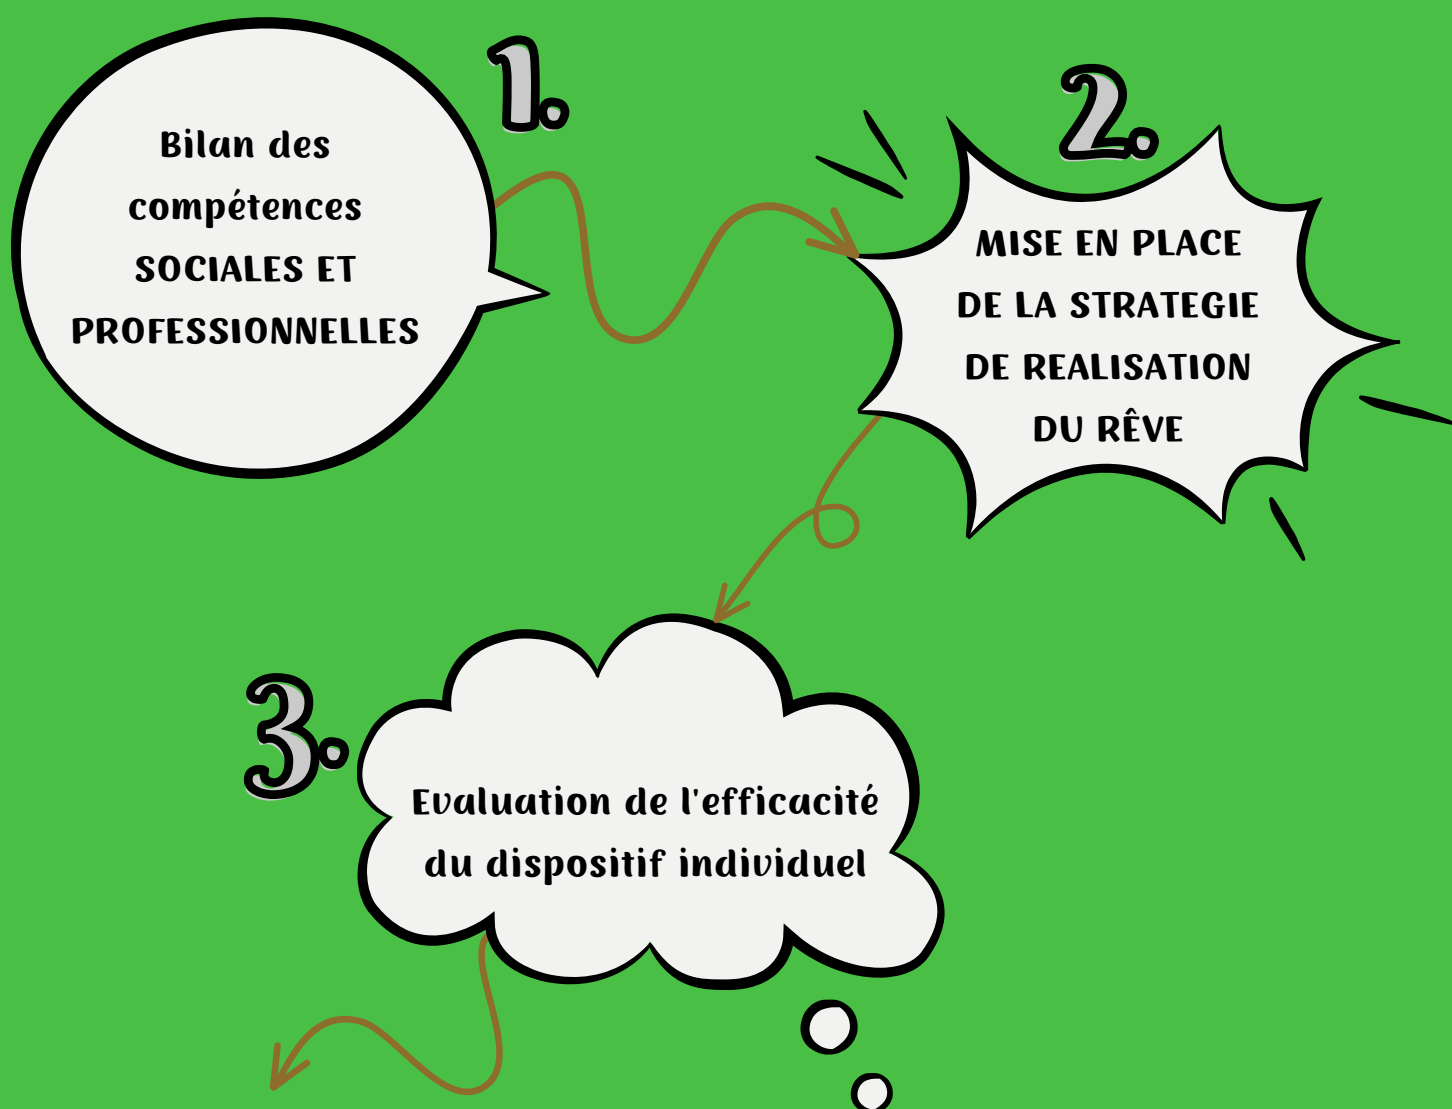 1.
Bilan des
compétences
SOCIALES ET
PROFESSIONNELLES
2.
MISE EN PLACE
DE LA STRATEGIE
DE REALISATION
DU RÊVE
3.
Evaluation de l'efficacité
du dispositif individuel